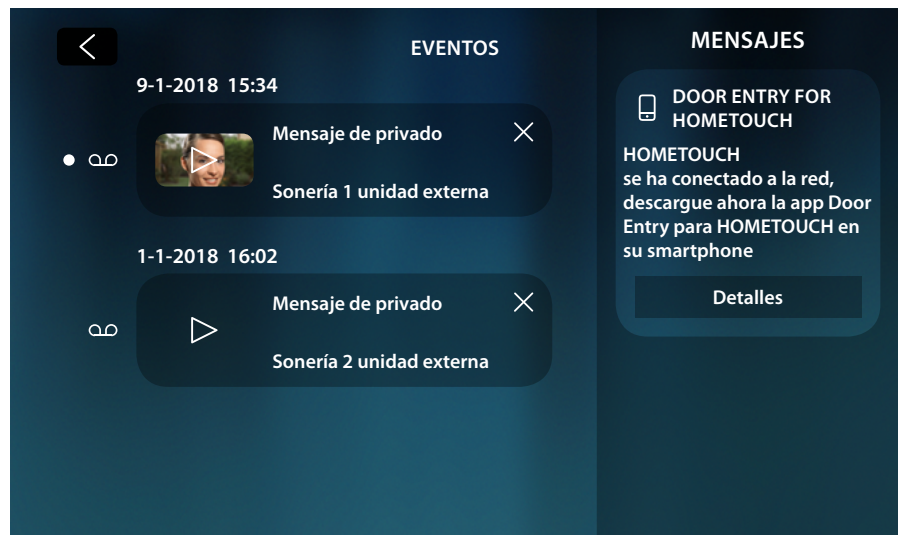 EVENTOS
9-1-2018 15:34
Mensaje de privado
Sonería 1 unidad externa
1-1-2018 16:02
Mensaje de privado
Sonería 2 unidad externa
MENSAJES
DOOR ENTRY FOR
HOMETOUCH
HOMETOUCH
se ha conectado a la red,
descargue ahora la app Door
Entry para HOMETOUCH en
su smartphone
Detalles